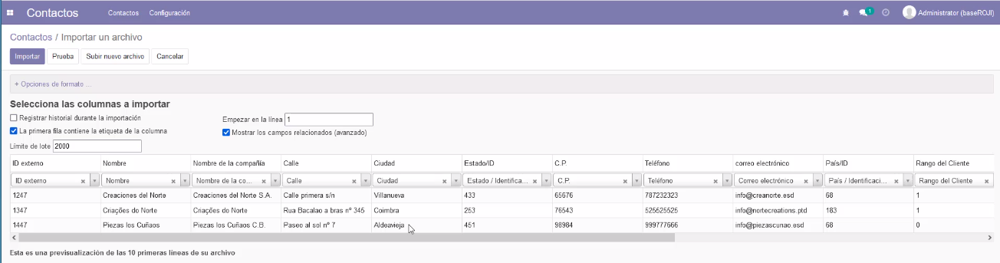 Contactos Contactos Configuración 1 Administrator (baseROJI)
Contactos / Importar un archivo
Importar Prueba Subir nuevo archivo Cancelar
+ Opciones de formato ...
Selecciona las columnas a importar
Registrar historial durante la importación Empezar en la línea 1
La primera fila contiene la etiqueta de la columna Mostrar los campos relacionados (avanzado)
Límite de lote 2000
ID externo Nombre Nombre de la compañía Calle Ciudad Estado/ID C.P. Teléfono correo electrónico País/ID Rango del Cliente
ID externo Nombre Nombre de la co... Calle Ciudad Estado / Identifica... C.P. Teléfono Correo electrónico País / Identificaci... Rango del Cliente
1247 Creaciones del Norte Creaciones del Norte S.A. Calle primera s/n Villanueva 433 65676 787232323 info@creanorte.esd 68 1
1347 Criações do Norte Criações do Norte Rua Bacalao a bras nº 345 Coimbra 253 76543 525525525 info@nortecreations.ptd 183 1
1447 Piezas los Cuñaos Piezas los Cuñaos C.B. Paseo al sol nº 7 Aldeavieja 451 98984 999777666 info@piezascunao.esd 68 0
Esta es una previsualización de las 10 primeras líneas de su archivo